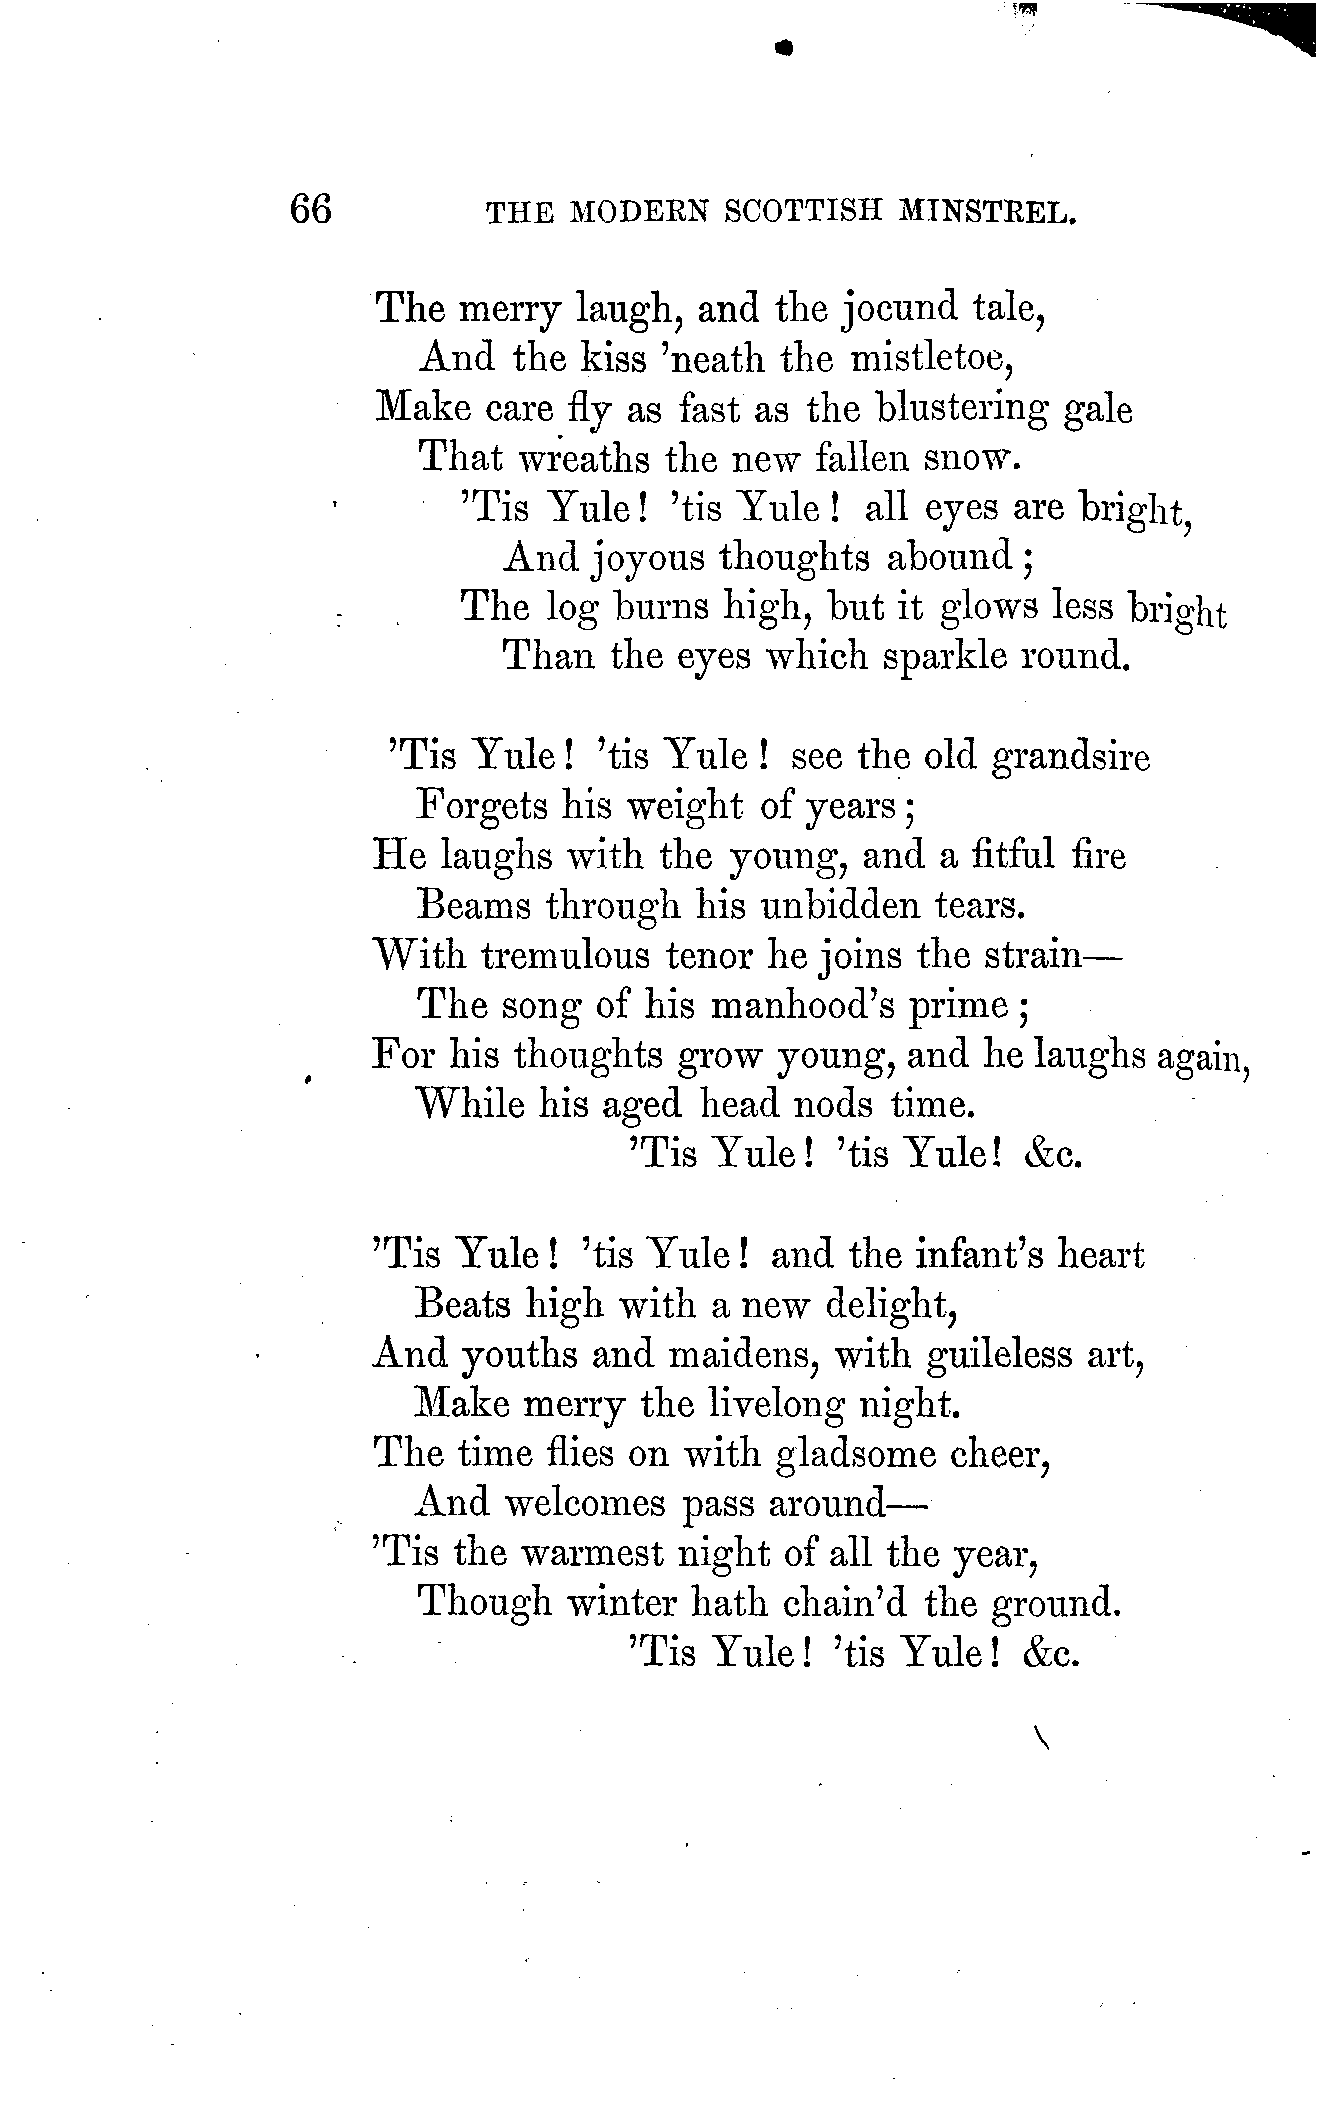 66 THE MODERN SCOTTISH MINSTREL.
The merry laugh, and the jocund tale,
And the kiss 'neath the mistletoe,
Make care fly as fast as the blustering gale
That wreaths the new fallen snow.
'Tis Yule! 'tis Yule! all eyes are bright,
And joyous thoughts abound;
The log burns high, but it glows less bright
Than the eyes which sparkle round.
'Tis Yule! 'tis Yule! see the old grandsire
Forgets his weight of years;
He laughs with the young, and a fitful fire
Beams through his unbidden tears.
With tremulous tenor he joins the strain—
The song of his manhood's prime;
For his thoughts grow young, and he laughs again,
While his aged head nods time.
'Tis Yule! 'tis Yule! &c.
'Tis Yule! 'tis Yule! and the infant's heart
Beats high with a new delight,
And youths and maidens, with guileless art,
Make merry the livelong night.
The time flies on with gladsome cheer,
And welcomes pass around—
'Tis the warmest night of all the year,
Though winter hath chain'd the ground.
'Tis Yule! 'tis Yule! &c.